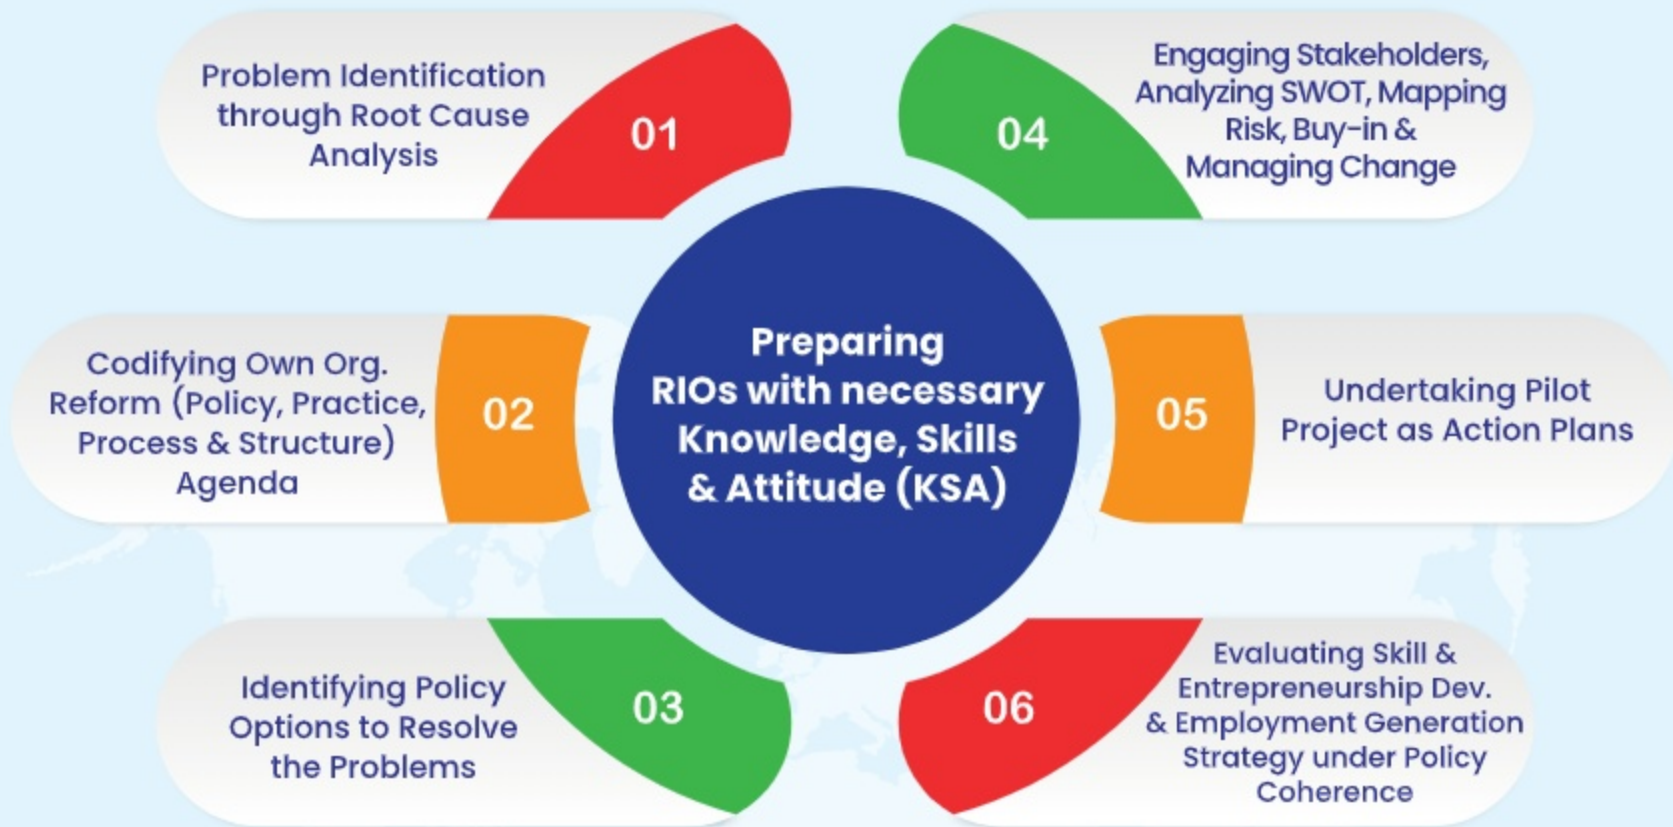 01
Problem Identification
through Root Cause
Analysis
02
Codifying Own Org.
Reform (Policy, Practice,
Process & Structure)
Agenda
03
Identifying Policy
Options to Resolve
the Problems
Preparing
RIOs with necessary
Knowledge, Skills
& Attitude (KSA)
04
Engaging Stakeholders,
Analyzing SWOT, Mapping
Risk, Buy-in &
Managing Change
05
Undertaking Pilot
Project as Action Plans
06
Evaluating Skill &
Entrepreneurship Dev.
& Employment Generation
Strategy under Policy
Coherence